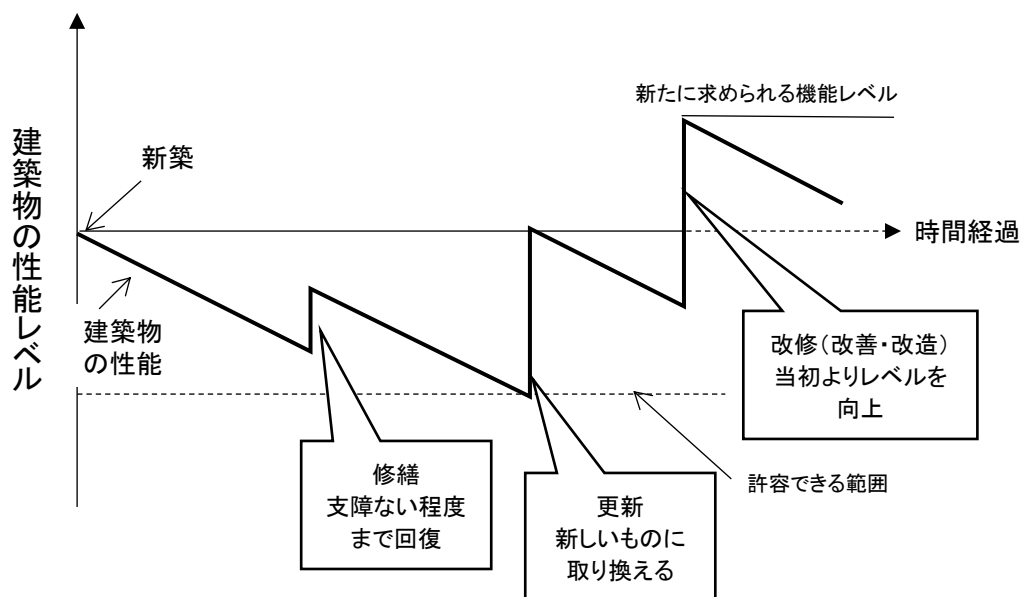 建築物の性能レベル
新たに求められる機能レベル
新築
時間経過
建築物
の性能
改修（改善・改造）
当初よりレベルを
向上
修繕
支障ない程度
まで回復
更新
新しいものに
取り換える
許容できる範囲